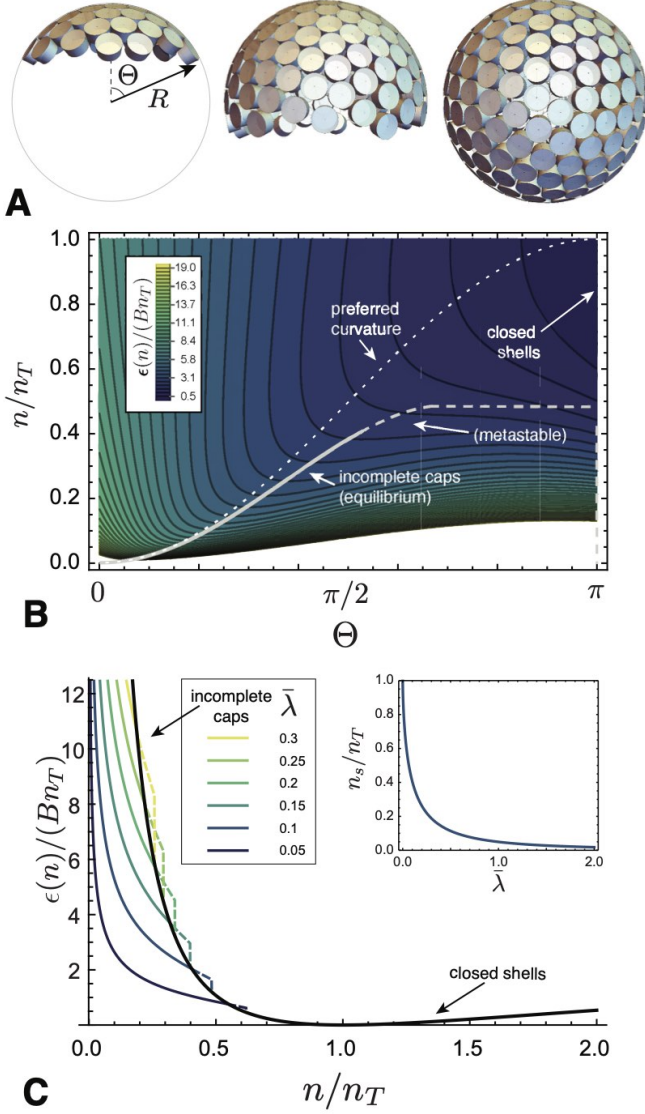 Θ
R
A
1.0
0.8
0.6
0.4
0.2
0.0
n/n_T
ϵ(n)/(Bn_T)
19.0
16.3
13.7
11.1
8.4
5.8
3.1
0.5
preferred
curvature
closed
shells
(metastable)
incomplete caps
(equilibrium)
0
π/2
π
Θ
B
12
10
8
6
4
2
ϵ(n)/(Bn_T)
incomplete
caps
λ̄
0.3
0.25
0.2
0.15
0.1
0.05
1.0
0.8
0.6
0.4
0.2
0.0
n_s/n_T
0.0
1.0
2.0
λ̄
closed shells
0.0
0.5
1.0
1.5
2.0
n/n_T
C